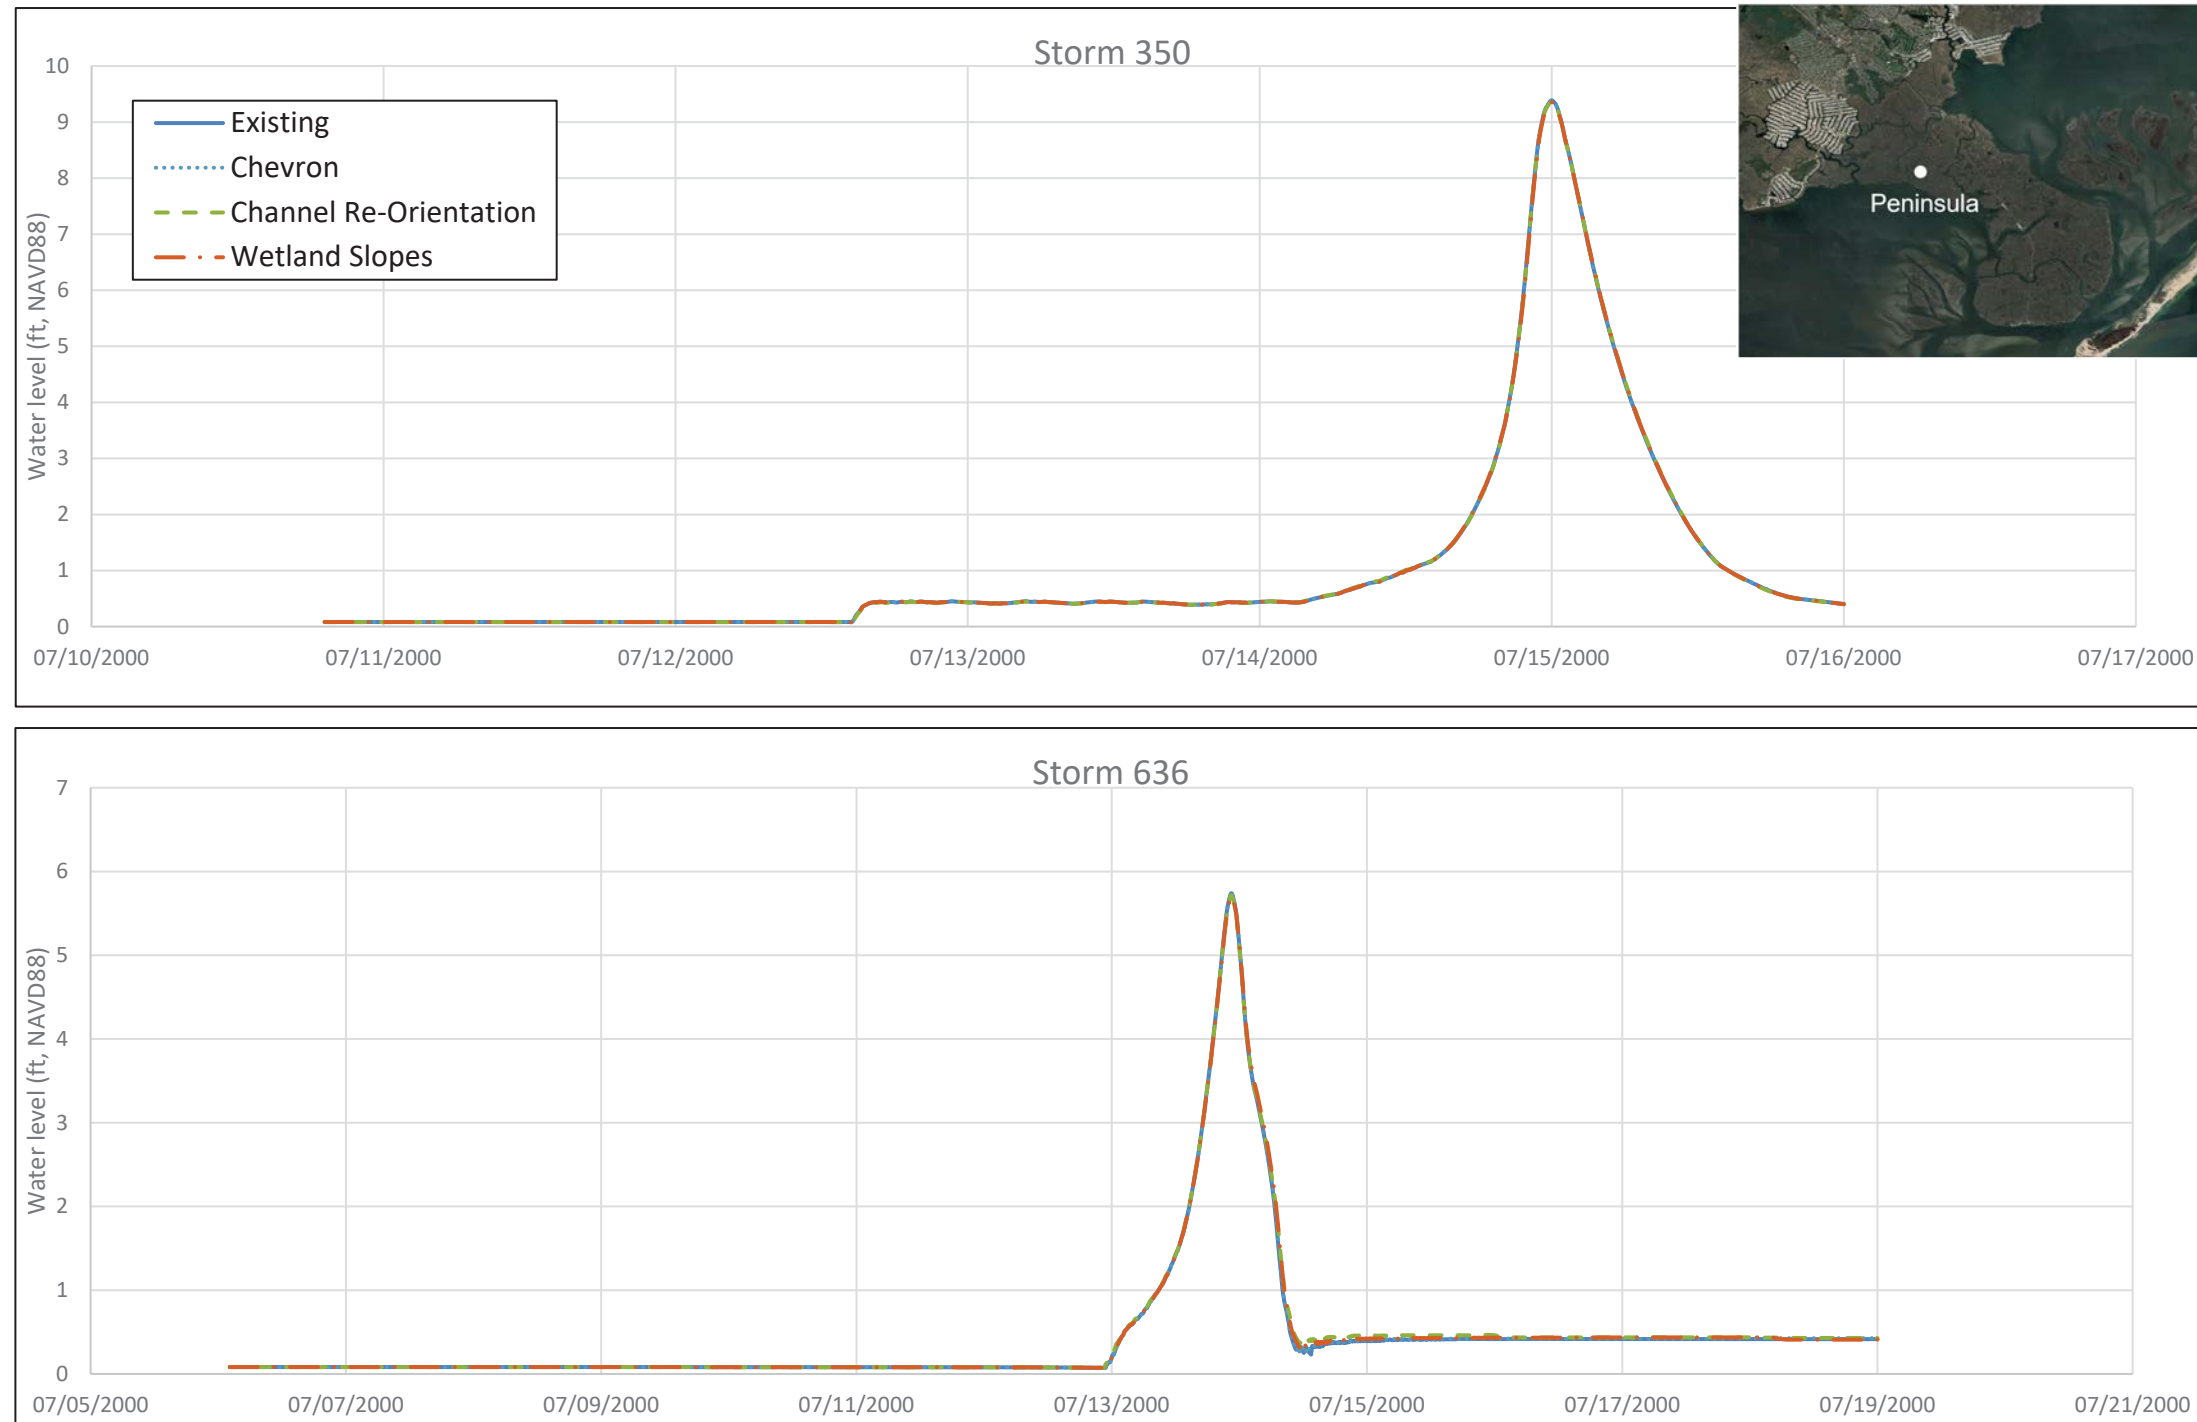 Storm 350
10
9
8
7
6
5
4
3
2
1
0
Water level (ft, NAVD88)
Existing
Chevron
Channel Re-Orientation
Wetland Slopes
Peninsula
07/10/2000 07/11/2000 07/12/2000 07/13/2000 07/14/2000 07/15/2000 07/16/2000 07/17/2000
Storm 636
7
6
5
4
3
2
1
0
Water level (ft, NAVD88)
07/05/2000 07/07/2000 07/09/2000 07/11/2000 07/13/2000 07/15/2000 07/17/2000 07/19/2000 07/21/2000